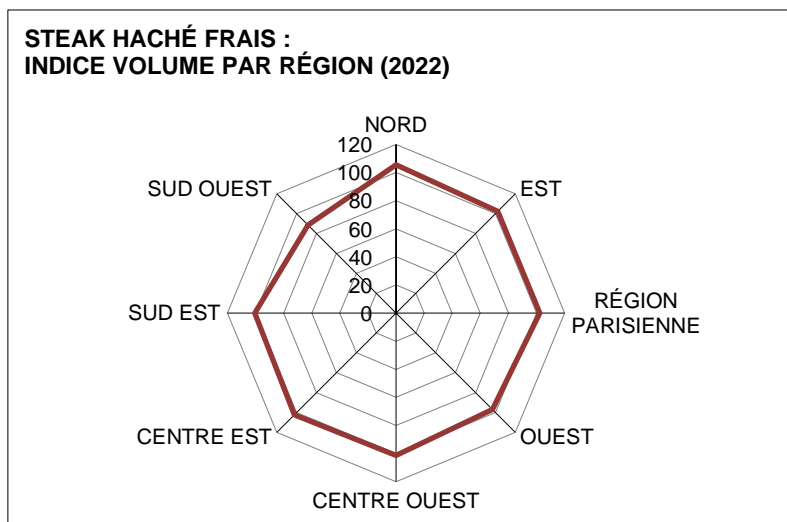 STEAK HACHÉ FRAIS :
INDICE VOLUME PAR RÉGION (2022)
NORD
EST
RÉGION
PARISIENNE
OUEST
CENTRE OUEST
CENTRE EST
SUD EST
SUD OUEST
120
100
80
60
40
20
0